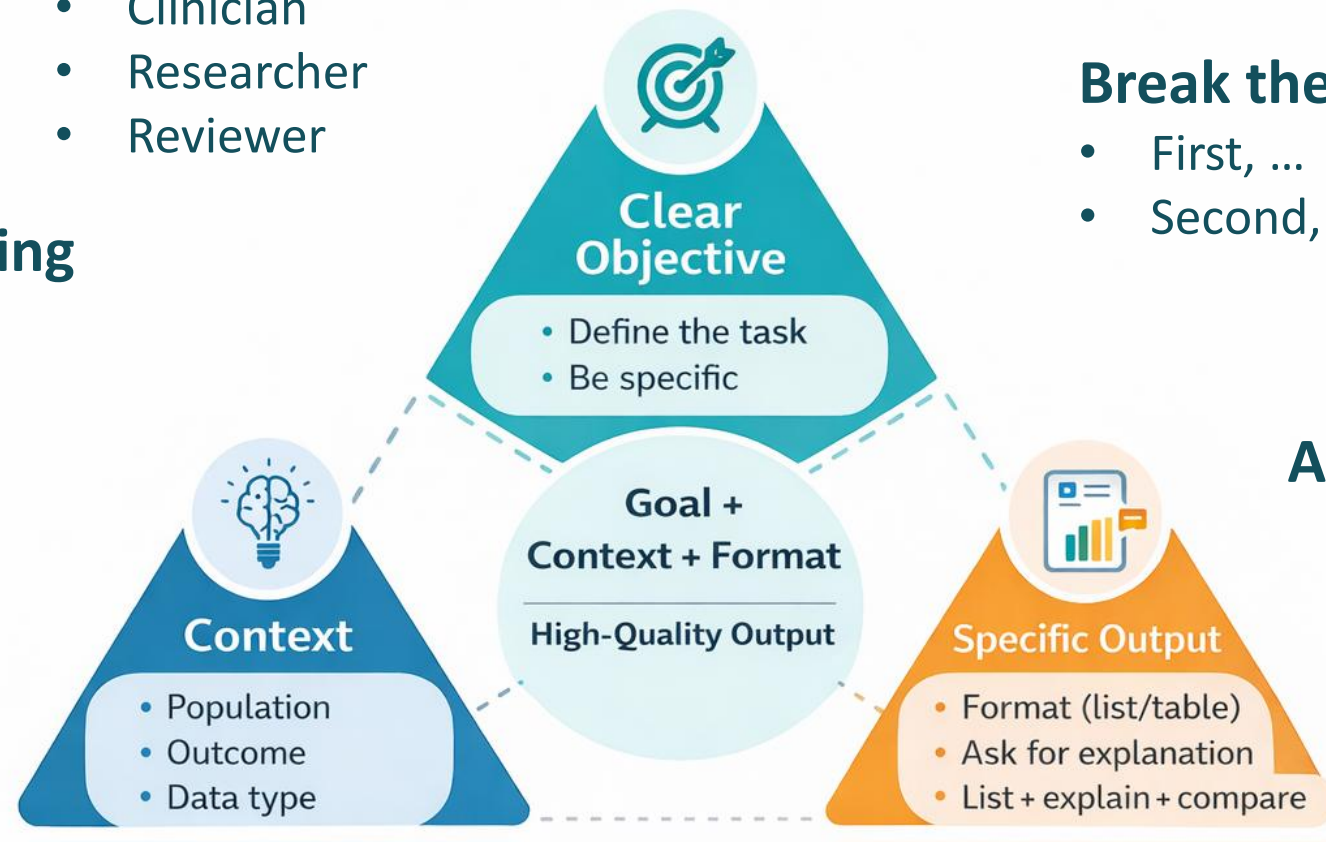 • Clinician
• Researcher
• Reviewer
ing
Break the
• First, ...
• Second,
A
Clear
Objective
• Define the task
• Be specific
Goal +
Context + Format
High-Quality Output
Context
• Population
• Outcome
• Data type
Specific Output
• Format (list/table)
• Ask for explanation
• List + explain + compare